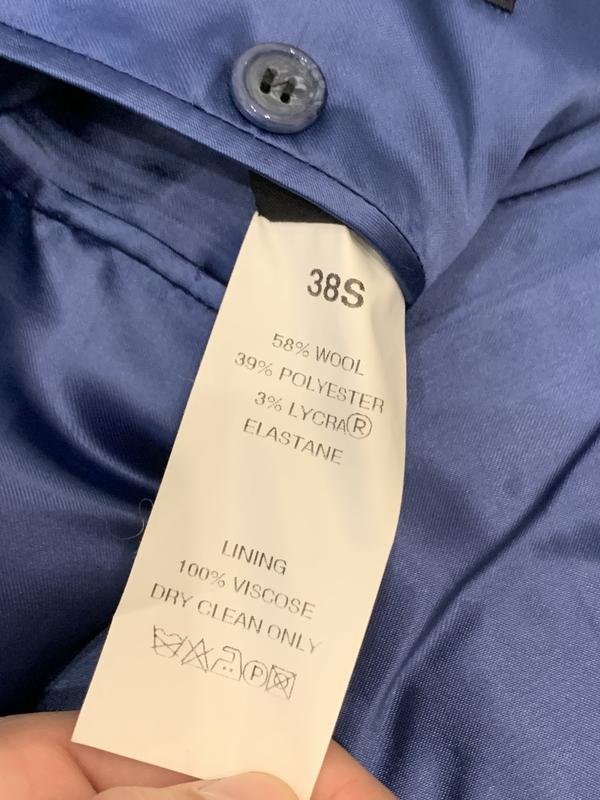 38S
58% WOOL
39% POLYESTER
3% LYCRA®
ELASTANE
LINING
100% VISCOSE
DRY CLEAN ONLY
P